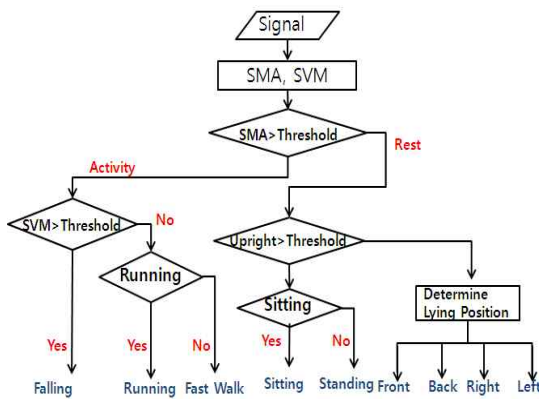 Signal
SMA, SVM
SMA>Threshold
Rest
Activity
SVM>Threshold
No
Upright>Threshold
Running
Sitting
Determine
Lying Position
Yes
Yes
No
Yes
No
Falling
Running
Fast Walk
Sitting
Standing
Front
Back
Right
Left